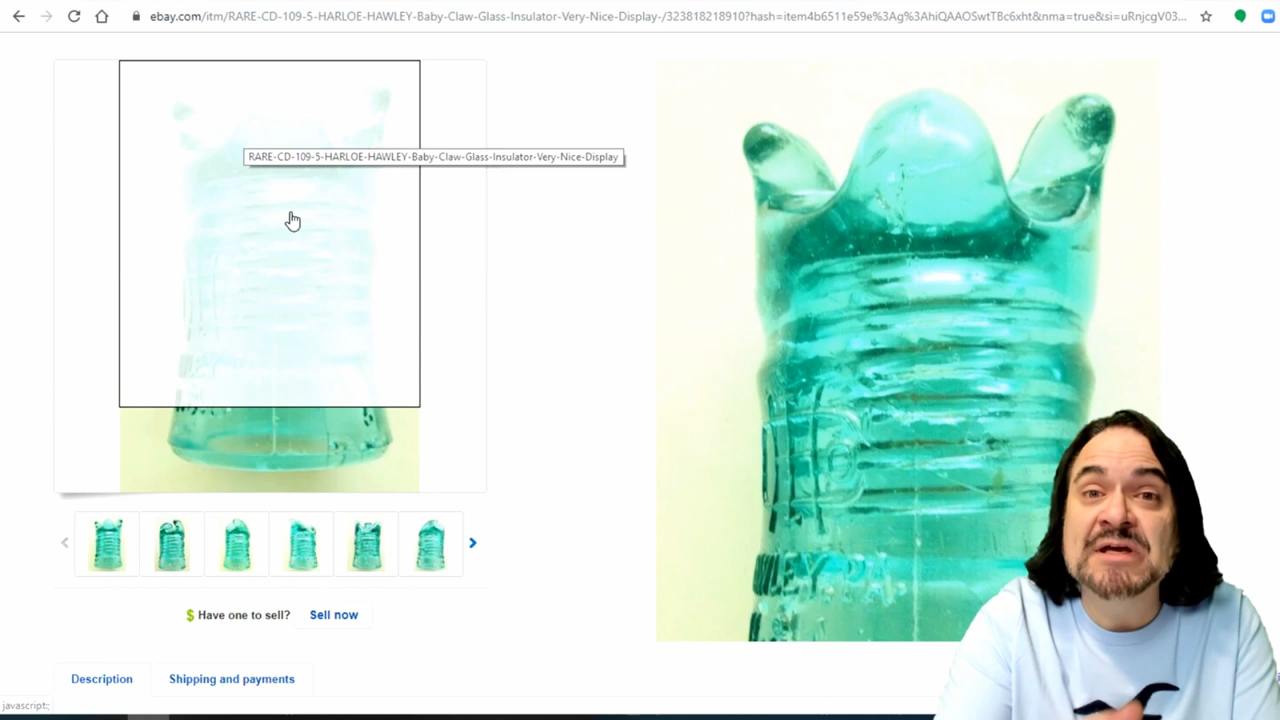 ebay.com/itm/RARE-CD-109-5-HARLOE-HAWLEY-Baby-Claw-Glass-Insulator-Very-Nice-Display-/323818218910?hash=item4b6511e59e%3Ag%3AhiQAAOSwtTBc6xht&nma=true&si=uRnjcgV03...
RARE-CD-109-5-HARLOE-HAWLEY-Baby-Claw-Glass-Insulator-Very-Nice-Display
WLEY PA.
$ Have one to sell? Sell now
Description Shipping and payments
javascript:;